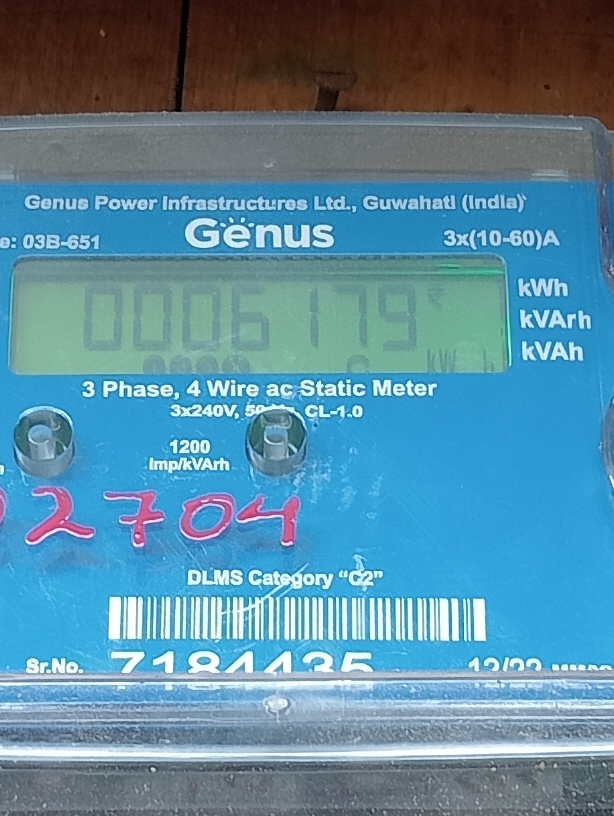 Genus Power Infrastructures Ltd., Guwahati (India)
e: 03B-651 Genus 3x(10-60)A
0006179
kWh
kVArh
kVAh
kW h
3 Phase, 4 Wire ac Static Meter
3x240V, CL-1.0
1200
Imp/kVArh
2704
DLMS Category "C2"
Sr.No. 7184435 12/22